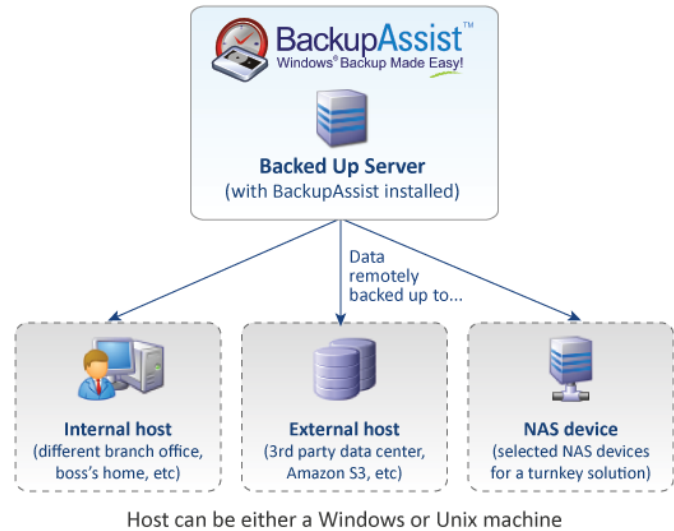 BackupAssist™
Windows® Backup Made Easy!
Backed Up Server
(with BackupAssist installed)
Data
remotely
backed up to...
Internal host
(different branch office,
boss's home, etc)
External host
(3rd party data center,
Amazon S3, etc)
NAS device
(selected NAS devices
for a turnkey solution)
Host can be either a Windows or Unix machine